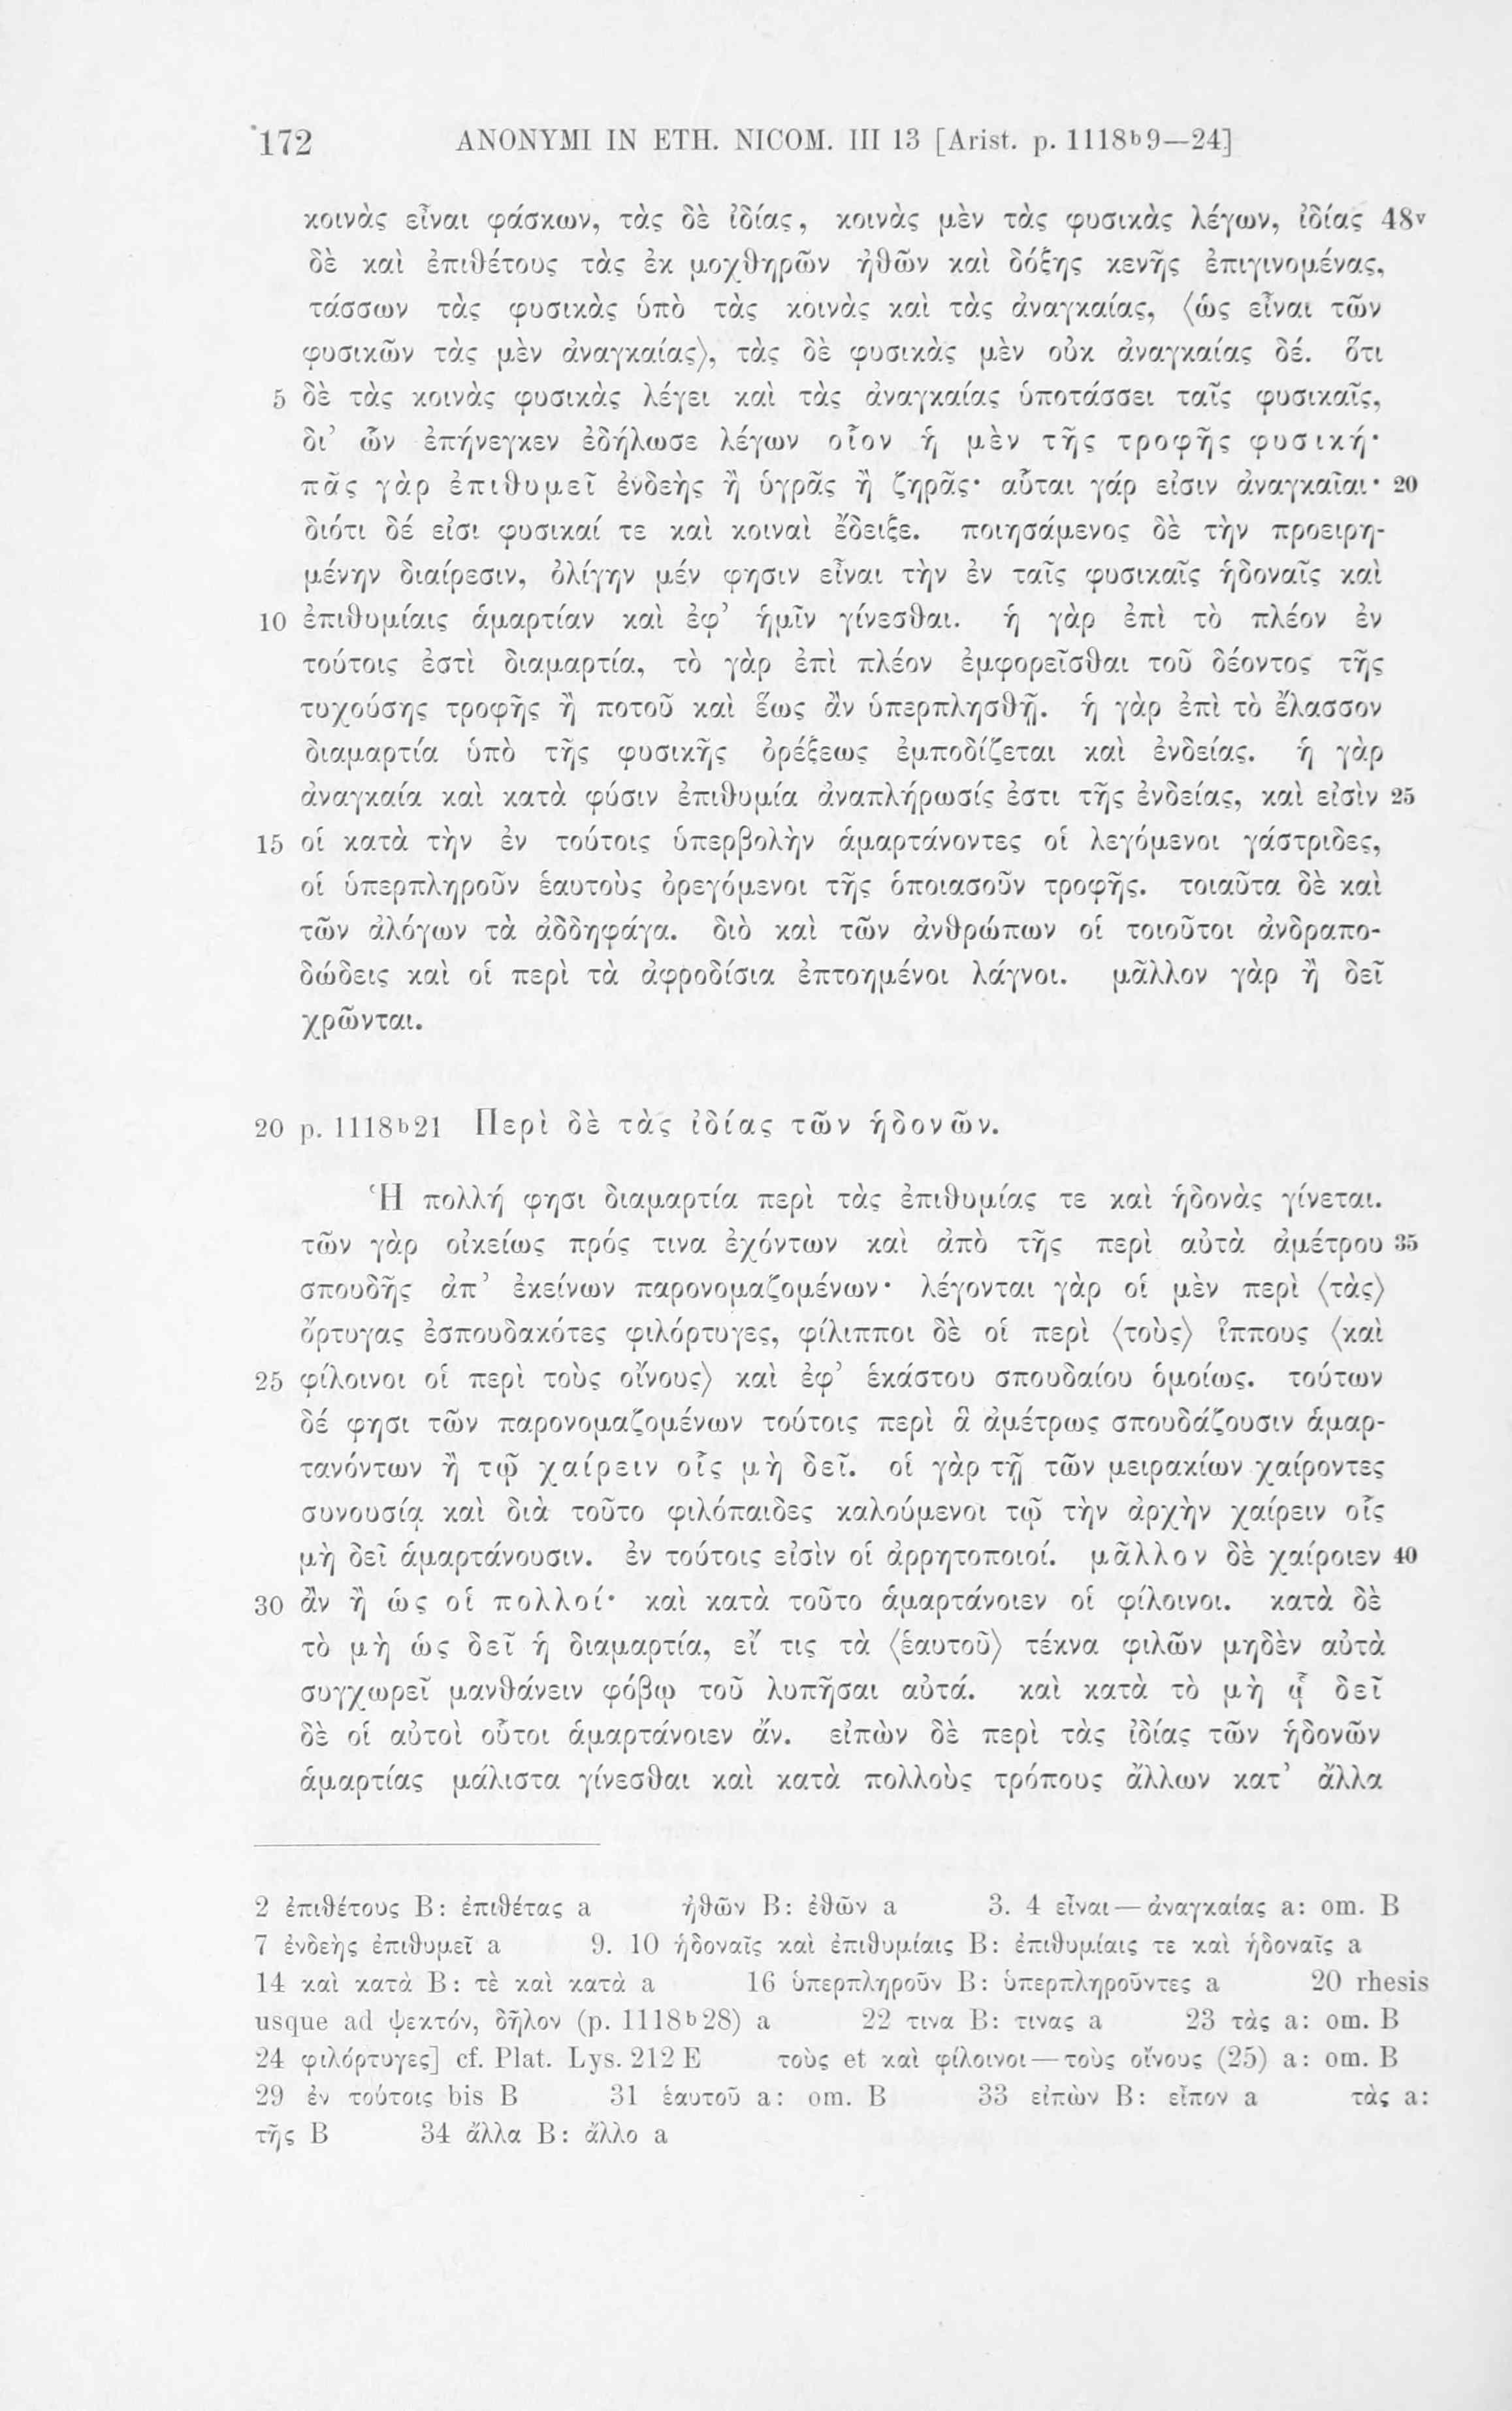 172 ANONYMI IN ETH. NICOM. III 13 [Arist. p. 1118ᵇ9—24]
κοινὰς εἶναι φάσκων, τὰς δὲ ἰδίας, κοινὰς μὲν τὰς φυσικὰς λέγων, ἰδίας 48ᵛ
δὲ καὶ ἐπιθέτους τὰς ἐκ μοχθηρῶν ἠθῶν καὶ δόξης κενῆς ἐπιγινομένας,
τάσσων τὰς φυσικὰς ὑπὸ τὰς κοινὰς καὶ τὰς ἀναγκαίας, ⟨ὡς εἶναι τῶν
φυσικῶν τὰς μὲν ἀναγκαίας⟩, τὰς δὲ φυσικὰς μὲν οὐκ ἀναγκαίας δέ. ὅτι
5 δὲ τὰς κοινὰς φυσικὰς λέγει καὶ τὰς ἀναγκαίας ὑποτάσσει ταῖς φυσικαῖς,
δι’ ὧν ἐπήνεγκεν ἐδήλωσε λέγων οἷον ἡ μὲν τῆς τροφῆς φυσική·
πᾶς γὰρ ἐπιθυμεῖ ἐνδεὴς ἢ ὑγρᾶς ἢ ζηρᾶς· αὗται γάρ εἰσιν ἀναγκαῖαι· 20
διότι δέ εἰσι φυσικαί τε καὶ κοιναὶ ἔδειξε. ποιησάμενος δὲ τὴν προειρη-
μένην διαίρεσιν, ὀλίγην μέν φησιν εἶναι τὴν ἐν ταῖς φυσικαῖς ἡδοναῖς καὶ
10 ἐπιθυμίαις ἁμαρτίαν καὶ ἐφ’ ἡμῖν γίνεσθαι. ἡ γὰρ ἐπὶ τὸ πλέον ἐν
τούτοις ἐστὶ διαμαρτία, τὸ γὰρ ἐπὶ πλέον ἐμφορεῖσθαι τοῦ δέοντος τῆς
τυχούσης τροφῆς ἢ ποτοῦ καὶ ἕως ἂν ὑπερπλησθῇ. ἡ γὰρ ἐπὶ τὸ ἔλασσον
διαμαρτία ὑπὸ τῆς φυσικῆς ὀρέξεως ἐμποδίζεται καὶ ἐνδείας. ἡ γὰρ
ἀναγκαία καὶ κατὰ φύσιν ἐπιθυμία ἀναπλήρωσίς ἐστι τῆς ἐνδείας, καὶ εἰσὶν 25
15 οἱ κατὰ τὴν ἐν τούτοις ὑπερβολὴν ἁμαρτάνοντες οἱ λεγόμενοι γάστριδες,
οἱ ὑπερπληροῦν ἑαυτοὺς ὀρεγόμενοι τῆς ὁποιασοῦν τροφῆς. τοιαῦτα δὲ καὶ
τῶν ἀλόγων τὰ ἀδδηφάγα. διὸ καὶ τῶν ἀνθρώπων οἱ τοιοῦτοι ἀνδραπο-
δώδεις καὶ οἱ περὶ τὰ ἀφροδίσια ἐπτοημένοι λάγνοι. μᾶλλον γὰρ ἢ δεῖ
χρῶνται.
20 p. 1118ᵇ21 Περὶ δὲ τὰς ἰδίας τῶν ἡδονῶν.
Ἡ πολλή φησι διαμαρτία περὶ τὰς ἐπιθυμίας τε καὶ ἡδονὰς γίνεται.
τῶν γὰρ οἰκείως πρός τινα ἐχόντων καὶ ἀπὸ τῆς περὶ αὐτὰ ἀμέτρου 35
σπουδῆς ἀπ’ ἐκείνων παρονομαζομένων· λέγονται γὰρ οἱ μὲν περὶ ⟨τὰς⟩
ὄρτυγας ἐσπουδακότες φιλόρτυγες, φίλιπποι δὲ οἱ περὶ ⟨τοὺς⟩ ἵππους ⟨καὶ
25 φίλοινοι οἱ περὶ τοὺς οἴνους⟩ καὶ ἐφ’ ἑκάστου σπουδαίου ὁμοίως. τούτων
δέ φησι τῶν παρονομαζομένων τούτοις περὶ ἃ ἀμέτρως σπουδάζουσιν ἁμαρ-
τανόντων ἢ τῷ χαίρειν οἷς μὴ δεῖ. οἱ γὰρ τῇ τῶν μειρακίων χαίροντες
συνουσίᾳ καὶ διὰ τοῦτο φιλόπαιδες καλούμενοι τῷ τὴν ἀρχὴν χαίρειν οἷς
μὴ δεῖ ἁμαρτάνουσιν. ἐν τούτοις εἰσὶν οἱ ἀρρητοποιοί. μᾶλλον δὲ χαίροιεν 40
30 ἂν ἢ ὡς οἱ πολλοί· καὶ κατὰ τοῦτο ἁμαρτάνοιεν οἱ φίλοινοι. κατὰ δὲ
τὸ μὴ ὡς δεῖ ἡ διαμαρτία, εἴ τις τὰ ⟨ἑαυτοῦ⟩ τέκνα φιλῶν μηδὲν αὐτὰ
συγχωρεῖ μανθάνειν φόβῳ τοῦ λυπῆσαι αὐτά. καὶ κατὰ τὸ μὴ ᾗ δεῖ
δὲ οἱ αὐτοὶ οὗτοι ἁμαρτάνοιεν ἄν. εἰπὼν δὲ περὶ τὰς ἰδίας τῶν ἡδονῶν
ἁμαρτίας μάλιστα γίνεσθαι καὶ κατὰ πολλοὺς τρόπους ἄλλων κατ’ ἄλλα
2 ἐπιθέτους B: ἐπιθέτας a ἠθῶν B: ἐθῶν a 3. 4 εἶναι — ἀναγκαίας a: om. B
7 ἐνδεὴς ἐπιθυμεῖ a 9. 10 ἡδοναῖς καὶ ἐπιθυμίαις B: ἐπιθυμίαις τε καὶ ἡδοναῖς a
14 καὶ κατὰ B: τὲ καὶ κατὰ a 16 ὑπερπληροῦν B: ὑπερπληροῦντες a 20 rhesis
usque ad ψεκτόν, δῆλον (p. 1118ᵇ28) a 22 τινα B: τινας a 23 τὰς a: om. B
24 φιλόρτυγες] cf. Plat. Lys. 212 E τοὺς et καὶ φίλοινοι — τοὺς οἴνους (25) a: om. B
29 ἐν τούτοις bis B 31 ἑαυτοῦ a: om. B 33 εἰπὼν B: εἶπον a τὰς a:
τῆς B 34 ἄλλα B: ἄλλο a